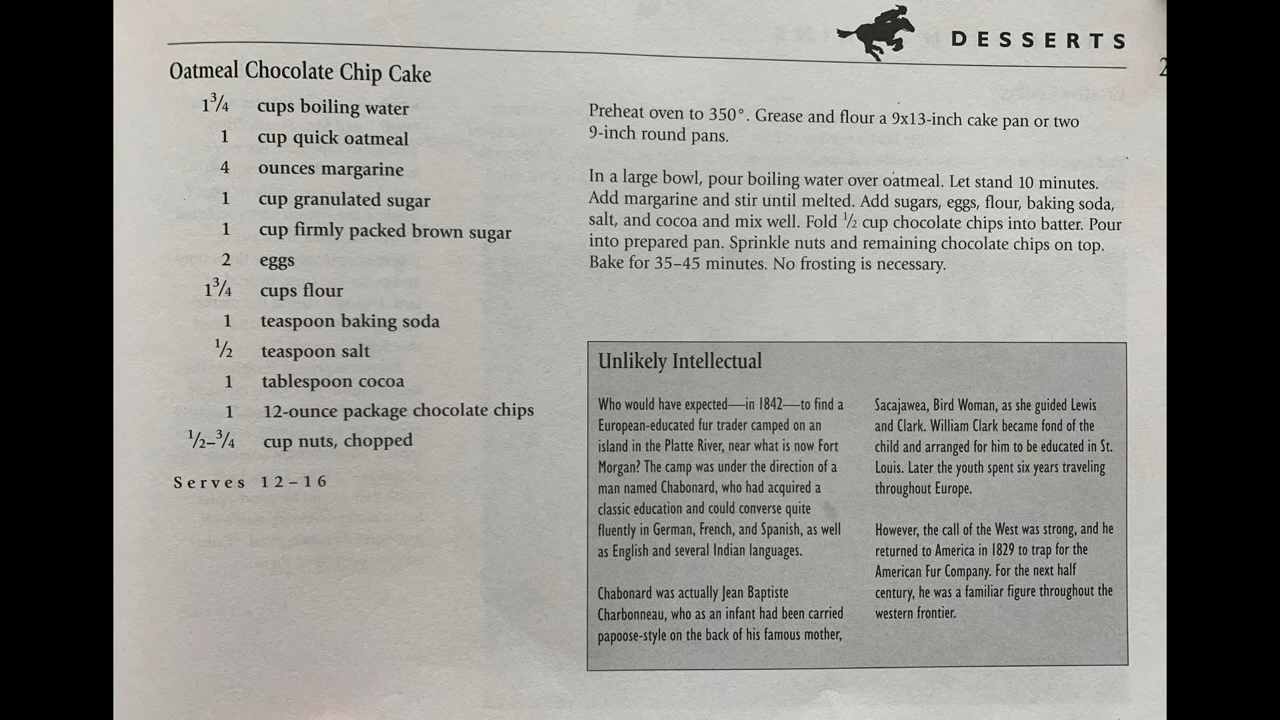 DESSERTS
2
Oatmeal Chocolate Chip Cake
1¾ cups boiling water
1 cup quick oatmeal
4 ounces margarine
1 cup granulated sugar
1 cup firmly packed brown sugar
2 eggs
1¾ cups flour
1 teaspoon baking soda
½ teaspoon salt
1 tablespoon cocoa
1 12-ounce package chocolate chips
½–¾ cup nuts, chopped
Serves 12–16
Preheat oven to 350°. Grease and flour a 9x13-inch cake pan or two
9-inch round pans.
In a large bowl, pour boiling water over oatmeal. Let stand 10 minutes.
Add margarine and stir until melted. Add sugars, eggs, flour, baking soda,
salt, and cocoa and mix well. Fold ½ cup chocolate chips into batter. Pour
into prepared pan. Sprinkle nuts and remaining chocolate chips on top.
Bake for 35–45 minutes. No frosting is necessary.
Unlikely Intellectual
Who would have expected—in 1842—to find a
European-educated fur trader camped on an
island in the Platte River, near what is now Fort
Morgan? The camp was under the direction of a
man named Chabonard, who had acquired a
classic education and could converse quite
fluently in German, French, and Spanish, as well
as English and several Indian languages.
Chabonard was actually Jean Baptiste
Charbonneau, who as an infant had been carried
papoose-style on the back of his famous mother,
Sacajawea, Bird Woman, as she guided Lewis
and Clark. William Clark became fond of the
child and arranged for him to be educated in St.
Louis. Later the youth spent six years traveling
throughout Europe.
However, the call of the West was strong, and he
returned to America in 1829 to trap for the
American Fur Company. For the next half
century, he was a familiar figure throughout the
western frontier.